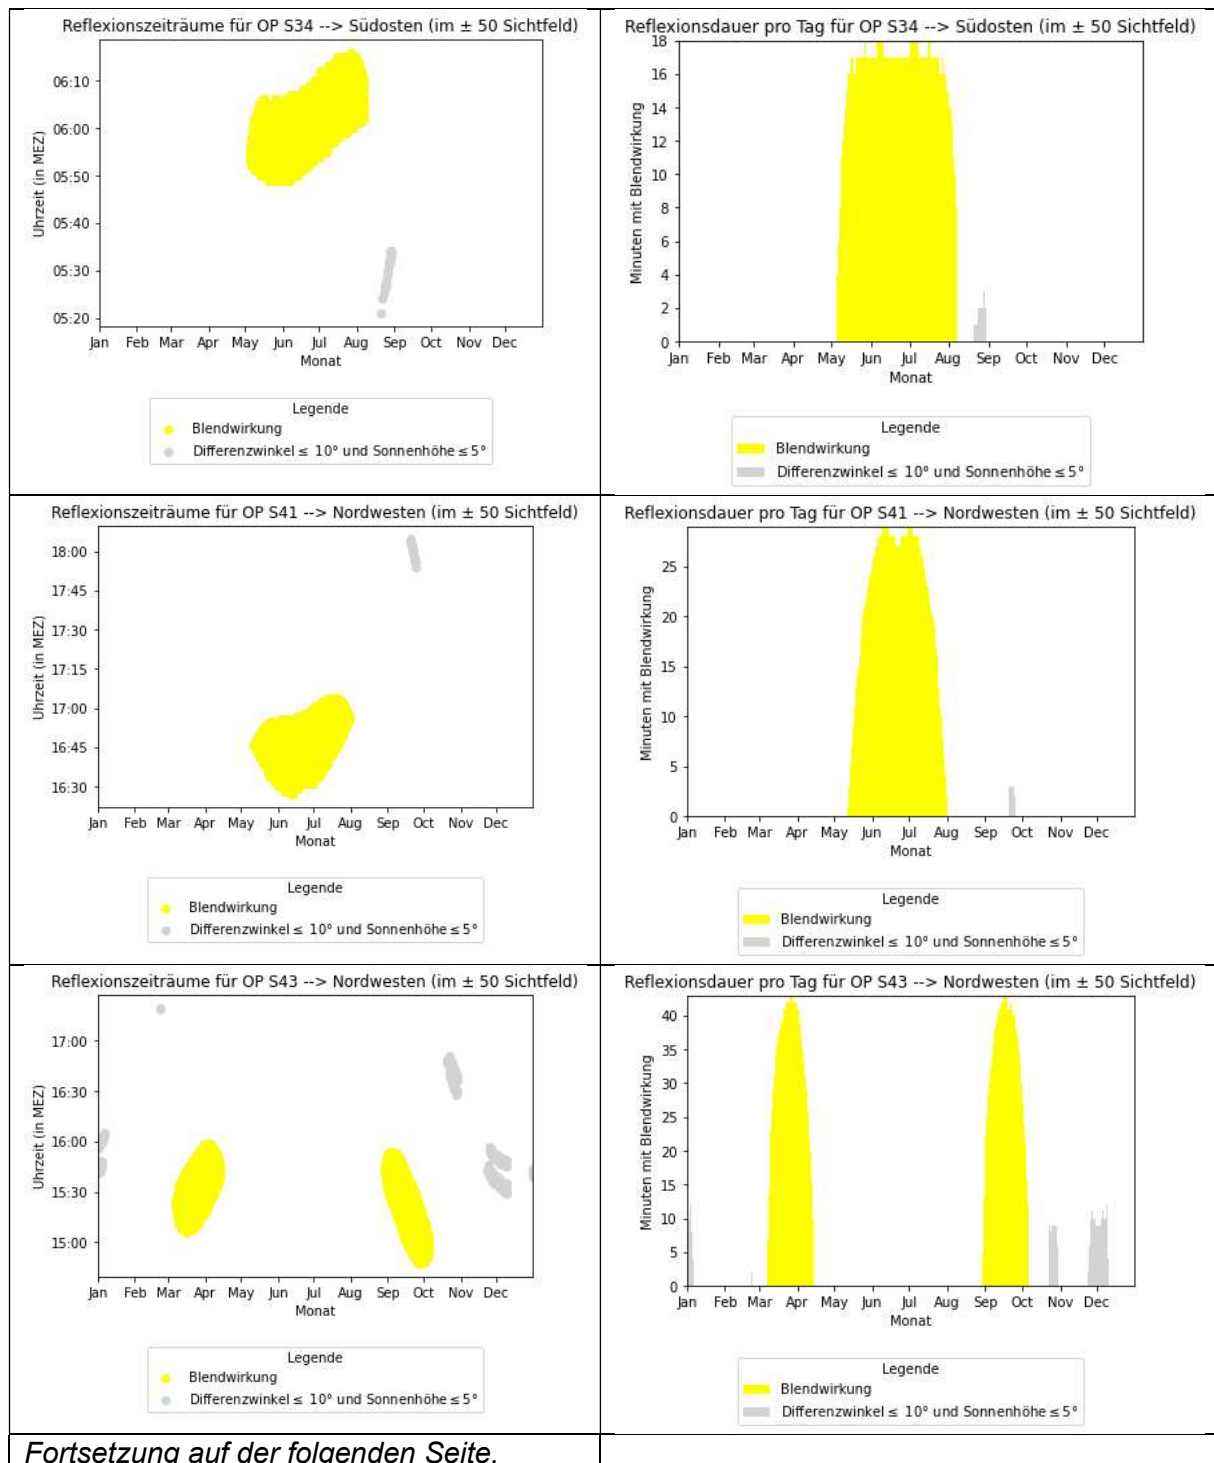 Reflexionszeiträume für OP S34 --> Südosten (im ± 50 Sichtfeld)
Uhrzeit (in MEZ)
06:10
06:00
05:50
05:40
05:30
05:20
Jan Feb Mar Apr May Jun Jul Aug Sep Oct Nov Dec
Monat
Legende
Blendwirkung
Differenzwinkel ≤ 10° und Sonnenhöhe ≤ 5°
Reflexionsdauer pro Tag für OP S34 --> Südosten (im ± 50 Sichtfeld)
Minuten mit Blendwirkung
18
16
14
12
10
8
6
4
2
0
Jan Feb Mar Apr May Jun Jul Aug Sep Oct Nov Dec
Monat
Legende
Blendwirkung
Differenzwinkel ≤ 10° und Sonnenhöhe ≤ 5°
Reflexionszeiträume für OP S41 --> Nordwesten (im ± 50 Sichtfeld)
Uhrzeit (in MEZ)
18:00
17:45
17:30
17:15
17:00
16:45
16:30
Jan Feb Mar Apr May Jun Jul Aug Sep Oct Nov Dec
Monat
Legende
Blendwirkung
Differenzwinkel ≤ 10° und Sonnenhöhe ≤ 5°
Reflexionsdauer pro Tag für OP S41 --> Nordwesten (im ± 50 Sichtfeld)
Minuten mit Blendwirkung
25
20
15
10
5
0
Jan Feb Mar Apr May Jun Jul Aug Sep Oct Nov Dec
Monat
Legende
Blendwirkung
Differenzwinkel ≤ 10° und Sonnenhöhe ≤ 5°
Reflexionszeiträume für OP S43 --> Nordwesten (im ± 50 Sichtfeld)
Uhrzeit (in MEZ)
17:00
16:30
16:00
15:30
15:00
Jan Feb Mar Apr May Jun Jul Aug Sep Oct Nov Dec
Monat
Legende
Blendwirkung
Differenzwinkel ≤ 10° und Sonnenhöhe ≤ 5°
Reflexionsdauer pro Tag für OP S43 --> Nordwesten (im ± 50 Sichtfeld)
Minuten mit Blendwirkung
40
35
30
25
20
15
10
5
0
Jan Feb Mar Apr May Jun Jul Aug Sep Oct Nov Dec
Monat
Legende
Blendwirkung
Differenzwinkel ≤ 10° und Sonnenhöhe ≤ 5°
Fortsetzung auf der folgenden Seite.